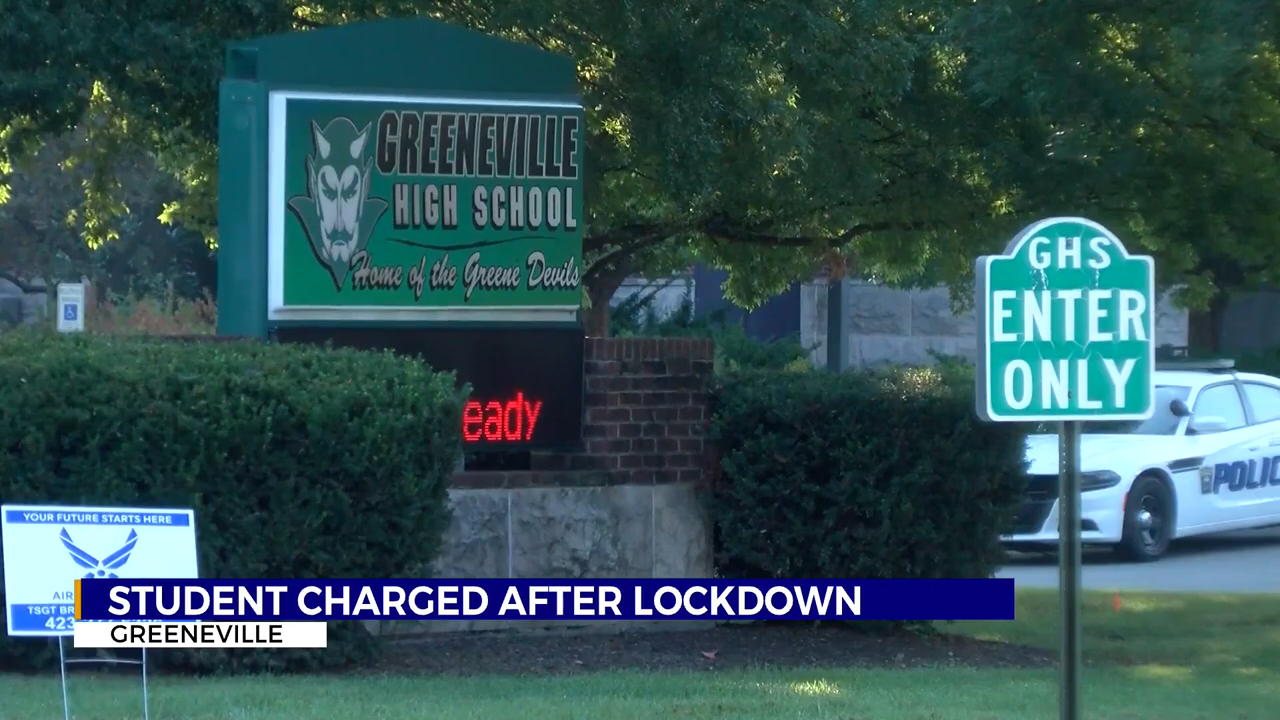 GREENEVILLE
HIGH SCHOOL
Home of the Greene Devils
eady
GHS
ENTER
ONLY
POLIC
YOUR FUTURE STARTS HERE
AIR
TSGT BR
423
STUDENT CHARGED AFTER LOCKDOWN
GREENEVILLE